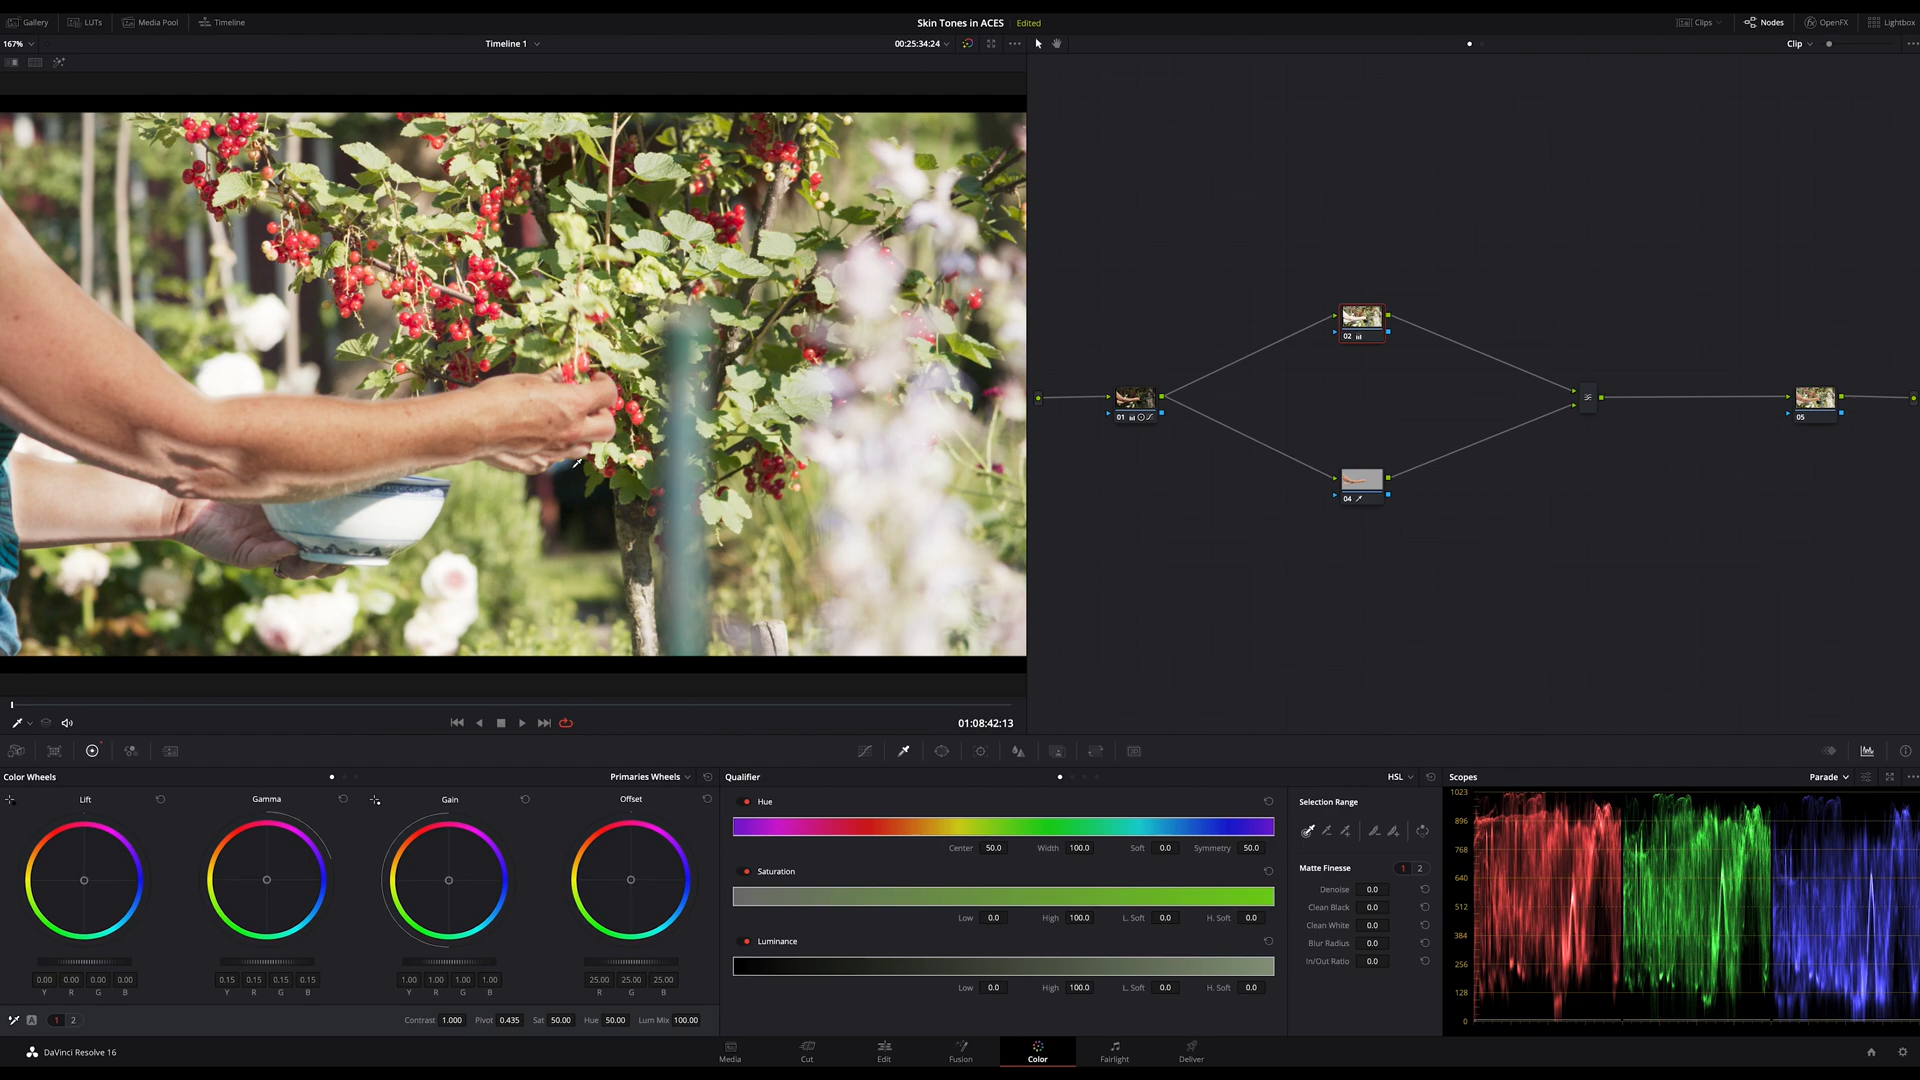 Gallery LUTs Media Pool Timeline Skin Tones in ACES Edited Clips Nodes OpenFX Lightbox
167% Timeline 1 00:25:34:24 Clip
02
01
05
04
01:08:42:13
Color Wheels Primaries Wheels Qualifier HSL Scopes Parade
Lift Gamma Gain Offset
Hue Selection Range
Center 50.0 Width 100.0 Soft 0.0 Symmetry 50.0
Saturation
Low 0.0 High 100.0 L. Soft 0.0 H. Soft 0.0
Luminance
Low 0.0 High 100.0 L. Soft 0.0 H. Soft 0.0
Matte Finesse 1 2
Denoise 0.0
Clean Black 0.0
Clean White 0.0
Blur Radius 0.0
In/Out Ratio 0.0
1023
896
768
640
512
384
256
128
0
0.00 0.00 0.00 0.00 0.15 0.15 0.15 0.15 1.00 1.00 1.00 1.00 25.00 25.00 25.00
Y R G B Y R G B Y R G B R G B
A 1 2 Contrast 1.000 Pivot 0.435 Sat 50.00 Hue 50.00 Lum Mix 100.00
DaVinci Resolve 16
Media Cut Edit Fusion Color Fairlight Deliver